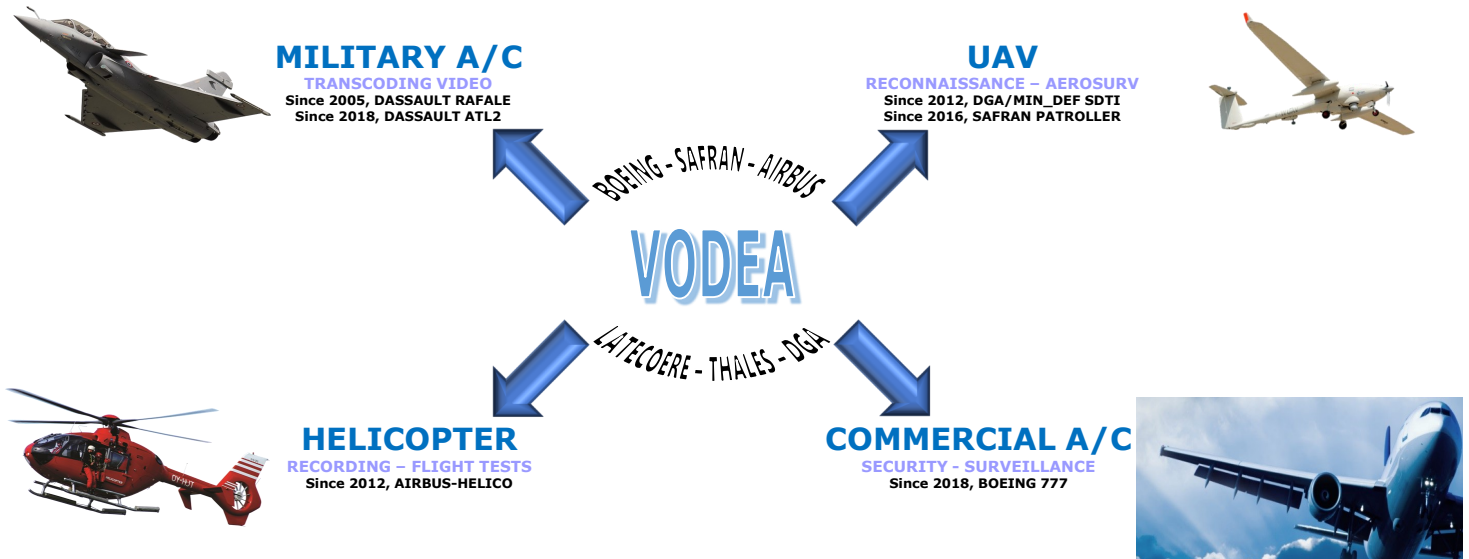 MILITARY A/C
TRANSCODING VIDEO
Since 2005, DASSAULT RAFALE
Since 2018, DASSAULT ATL2
UAV
RECONNAISSANCE – AEROSURV
Since 2012, DGA/MIN_DEF SDTI
Since 2016, SAFRAN PATROLLER
BOEING - SAFRAN - AIRBUS
VODEA
LATECOERE - THALES - DGA
HELICOPTER
RECORDING – FLIGHT TESTS
Since 2012, AIRBUS-HELICO
OY-HJT
COMMERCIAL A/C
SECURITY - SURVEILLANCE
Since 2018, BOEING 777